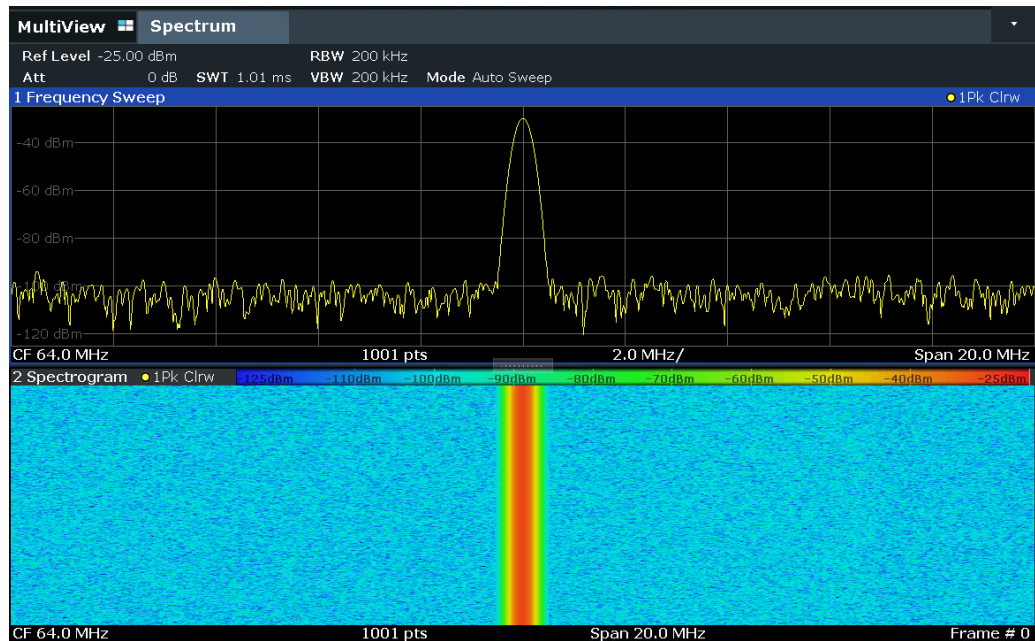 MultiView Spectrum
Ref Level -25.00 dBm RBW 200 kHz
Att 0 dB SWT 1.01 ms VBW 200 kHz Mode Auto Sweep
1 Frequency Sweep 1Pk Clrw
-40 dBm
-60 dBm
-80 dBm
-100 dBm
-120 dBm
CF 64.0 MHz 1001 pts 2.0 MHz/ Span 20.0 MHz
2 Spectrogram 1Pk Clrw -125dBm -110dBm -100dBm -90dBm -80dBm -70dBm -60dBm -50dBm -40dBm -25dBm
CF 64.0 MHz 1001 pts Span 20.0 MHz Frame # 0